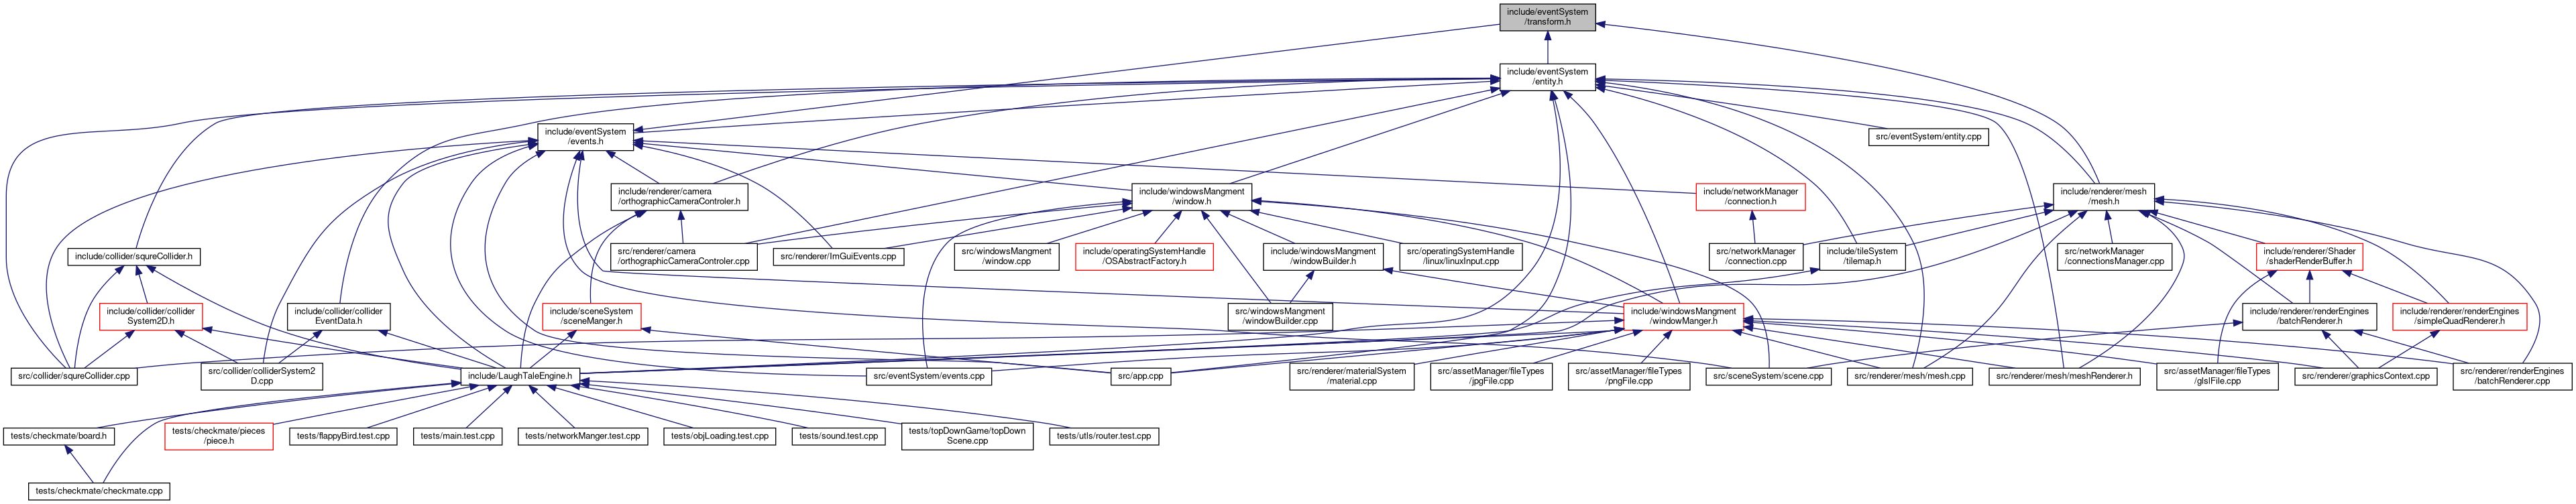 include/eventSystem
/transform.h
include/eventSystem
/entity.h
include/eventSystem
/events.h
src/eventSystem/entity.cpp
include/renderer/camera
/orthographicCameraControler.h
include/windowsMangment
/window.h
include/networkManager
/connection.h
include/renderer/mesh
/mesh.h
include/collider/squreCollider.h
src/renderer/camera
/orthographicCameraControler.cpp
src/renderer/ImGuiEvents.cpp
src/windowsMangment
/window.cpp
include/operatingSystemHandle
/OSAbstractFactory.h
include/windowsMangment
/windowBuilder.h
src/operatingSystemHandle
/linux/linuxInput.cpp
src/networkManager
/connection.cpp
include/tileSystem
/tilemap.h
src/networkManager
/connectionsManager.cpp
include/renderer/Shader
/shaderRenderBuffer.h
include/collider/collider
System2D.h
include/collider/collider
EventData.h
include/sceneSystem
/sceneManger.h
src/windowsMangment
/windowBuilder.cpp
include/windowsMangment
/windowManger.h
include/renderer/renderEngines
/batchRenderer.h
include/renderer/renderEngines
/simpleQuadRenderer.h
src/collider/squreCollider.cpp
src/collider/colliderSystem2
D.cpp
include/LaughTaleEngine.h
src/eventSystem/events.cpp
src/app.cpp
src/renderer/materialSystem
/material.cpp
src/assetManager/fileTypes
/jpgFile.cpp
src/assetManager/fileTypes
/pngFile.cpp
src/sceneSystem/scene.cpp
src/renderer/mesh/mesh.cpp
src/renderer/mesh/meshRenderer.h
src/assetManager/fileTypes
/glslFile.cpp
src/renderer/graphicsContext.cpp
src/renderer/renderEngines
/batchRenderer.cpp
tests/checkmate/board.h
tests/checkmate/pieces
/piece.h
tests/flappyBird.test.cpp
tests/main.test.cpp
tests/networkManger.test.cpp
tests/objLoading.test.cpp
tests/sound.test.cpp
tests/topDownGame/topDown
Scene.cpp
tests/utls/router.test.cpp
tests/checkmate/checkmate.cpp